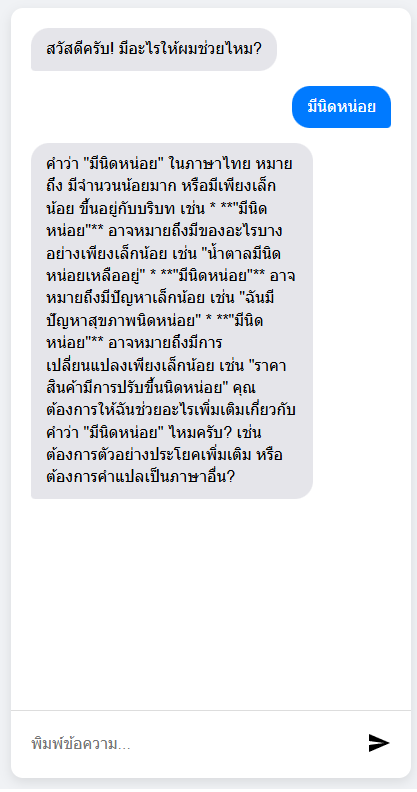 สวัสดีครับ! มีอะไรให้ผมช่วยไหม?
มีนิดหน่อย
คำว่า "มีนิดหน่อย" ในภาษาไทย หมาย
ถึง มีจำนวนน้อยมาก หรือมีเพียงเล็ก
น้อย ขึ้นอยู่กับบริบท เช่น * **"มีนิด
หน่อย"** อาจหมายถึงมีของอะไรบาง
อย่างเพียงเล็กน้อย เช่น "น้ำตาลมีนิด
หน่อยเหลืออยู่" * **"มีนิดหน่อย"** อาจ
หมายถึงมีปัญหาเล็กน้อย เช่น "ฉันมี
ปัญหาสุขภาพนิดหน่อย" * **"มีนิด
หน่อย"** อาจหมายถึงมีการ
เปลี่ยนแปลงเพียงเล็กน้อย เช่น "ราคา
สินค้ามีการปรับขึ้นนิดหน่อย" คุณ
ต้องการให้ฉันช่วยอะไรเพิ่มเติมเกี่ยวกับ
คำว่า "มีนิดหน่อย" ไหมครับ? เช่น
ต้องการตัวอย่างประโยคเพิ่มเติม หรือ
ต้องการคำแปลเป็นภาษาอื่น?
พิมพ์ข้อความ...